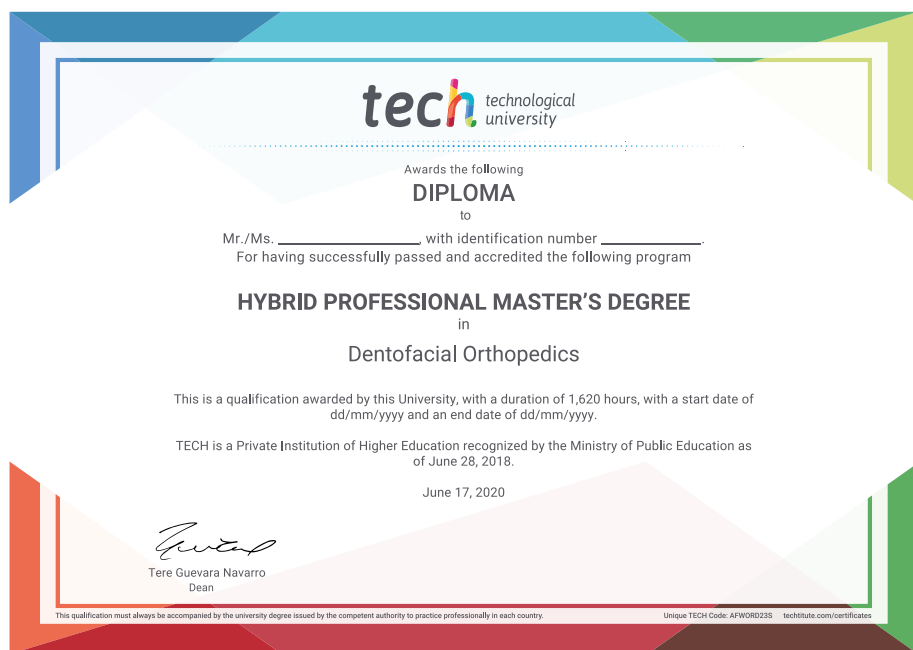 tech technological
university
Awards the following
DIPLOMA
to
Mr./Ms. ____________________, with identification number ______________.
For having successfully passed and accredited the following program
HYBRID PROFESSIONAL MASTER'S DEGREE
in
Dentofacial Orthopedics
This is a qualification awarded by this University, with a duration of 1,620 hours, with a start date of
dd/mm/yyyy and an end date of dd/mm/yyyy.
TECH is a Private Institution of Higher Education recognized by the Ministry of Public Education as
of June 28, 2018.
June 17, 2020
Tere Guevara Navarro
Dean
This qualification must always be accompanied by the university degree issued by the competent authority to practice professionally in each country.
Unique TECH Code: AFWORD23S techtitute.com/certificates